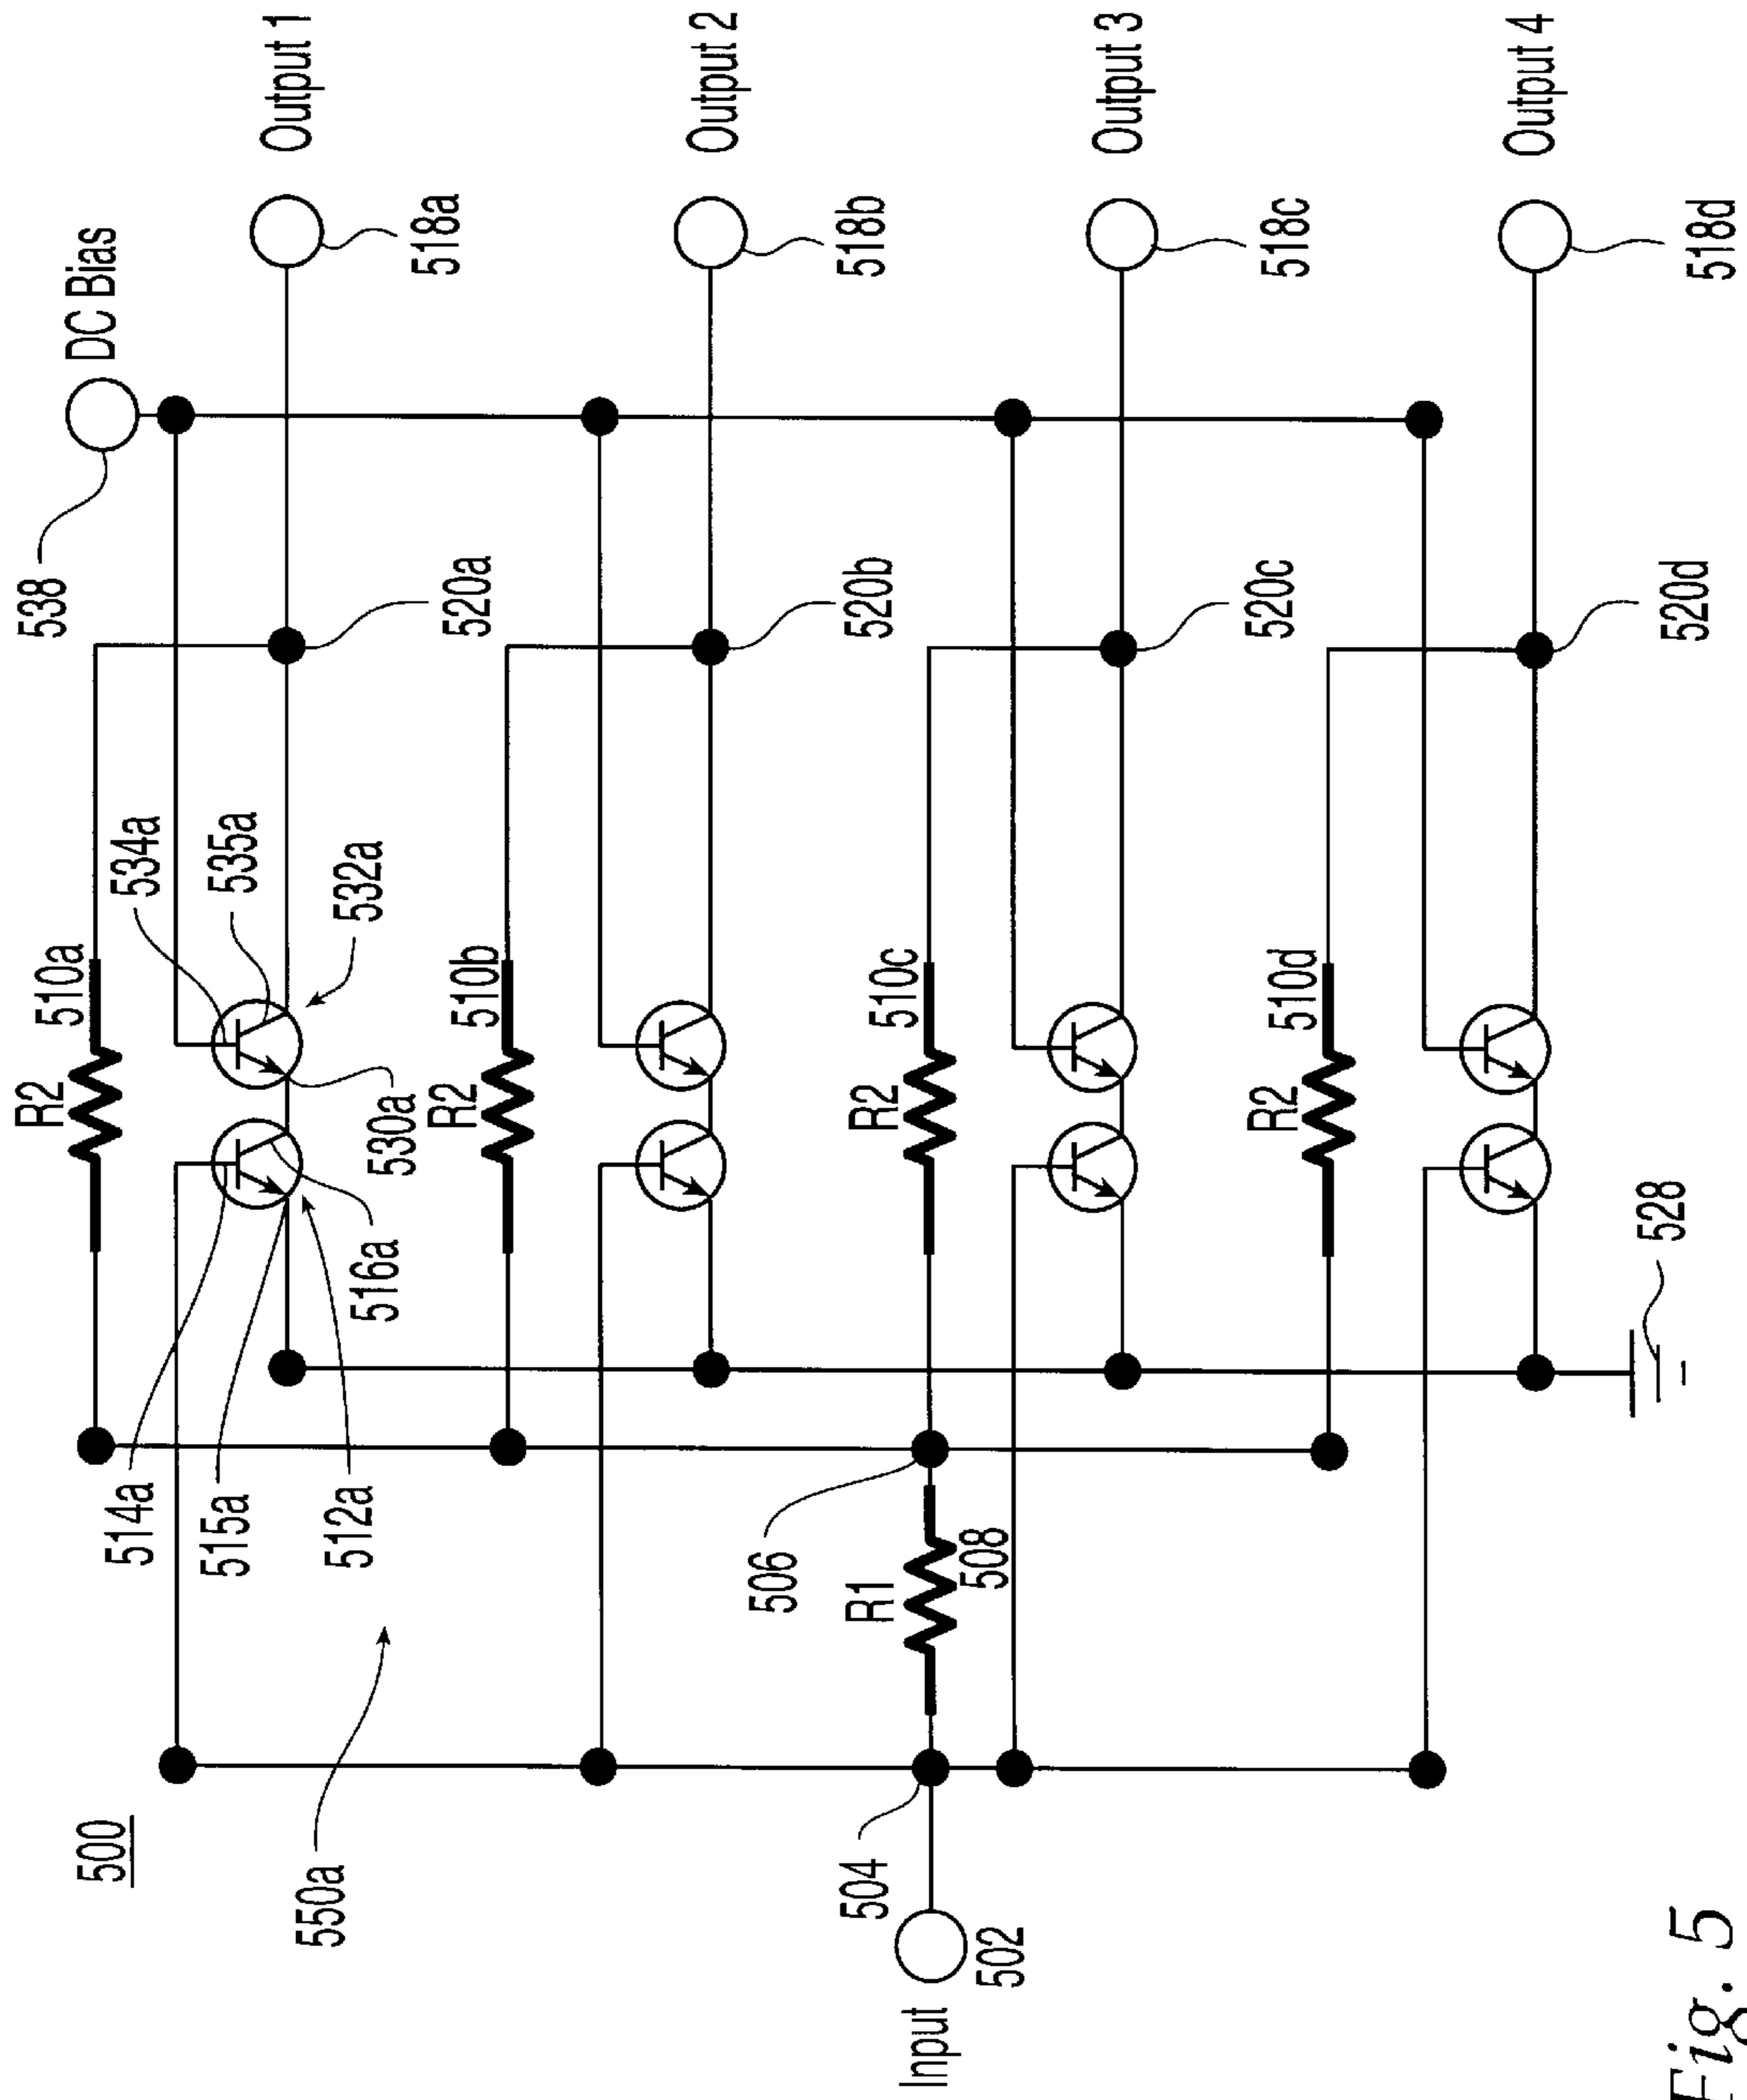 500
550a
Input
502
504
R1
508
506
514a
515a
512a
516a
530a
R2
510a
534a
535a
532a
538
DC Bias
520a
518a
Output 1
R2
510b
520b
518b
Output 2
R2
510c
520c
518c
Output 3
R2
510d
520d
518d
Output 4
528
Fig. 5